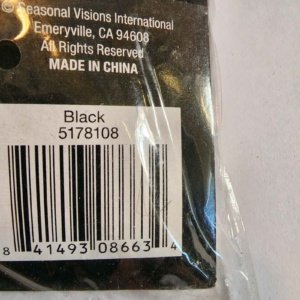 © Seasonal Visions International
Emeryville, CA 94608
All Rights Reserved
MADE IN CHINA
Black
5178108
8 41493 08663 4